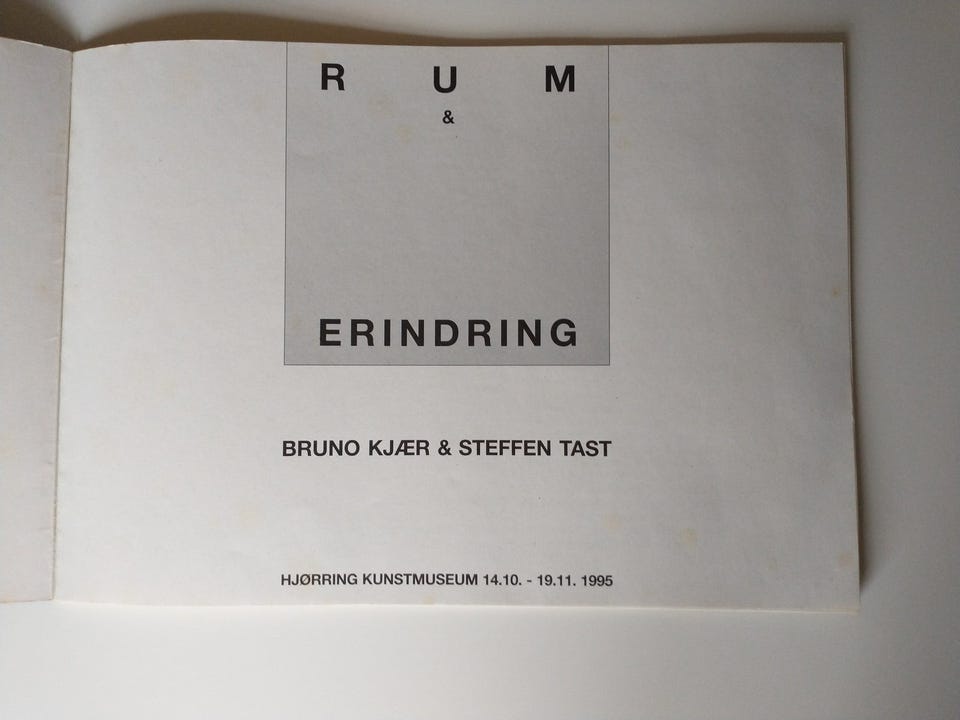 R U M
&
ERINDRING
BRUNO KJÆR & STEFFEN TAST
HJØRRING KUNSTMUSEUM 14.10. - 19.11. 1995